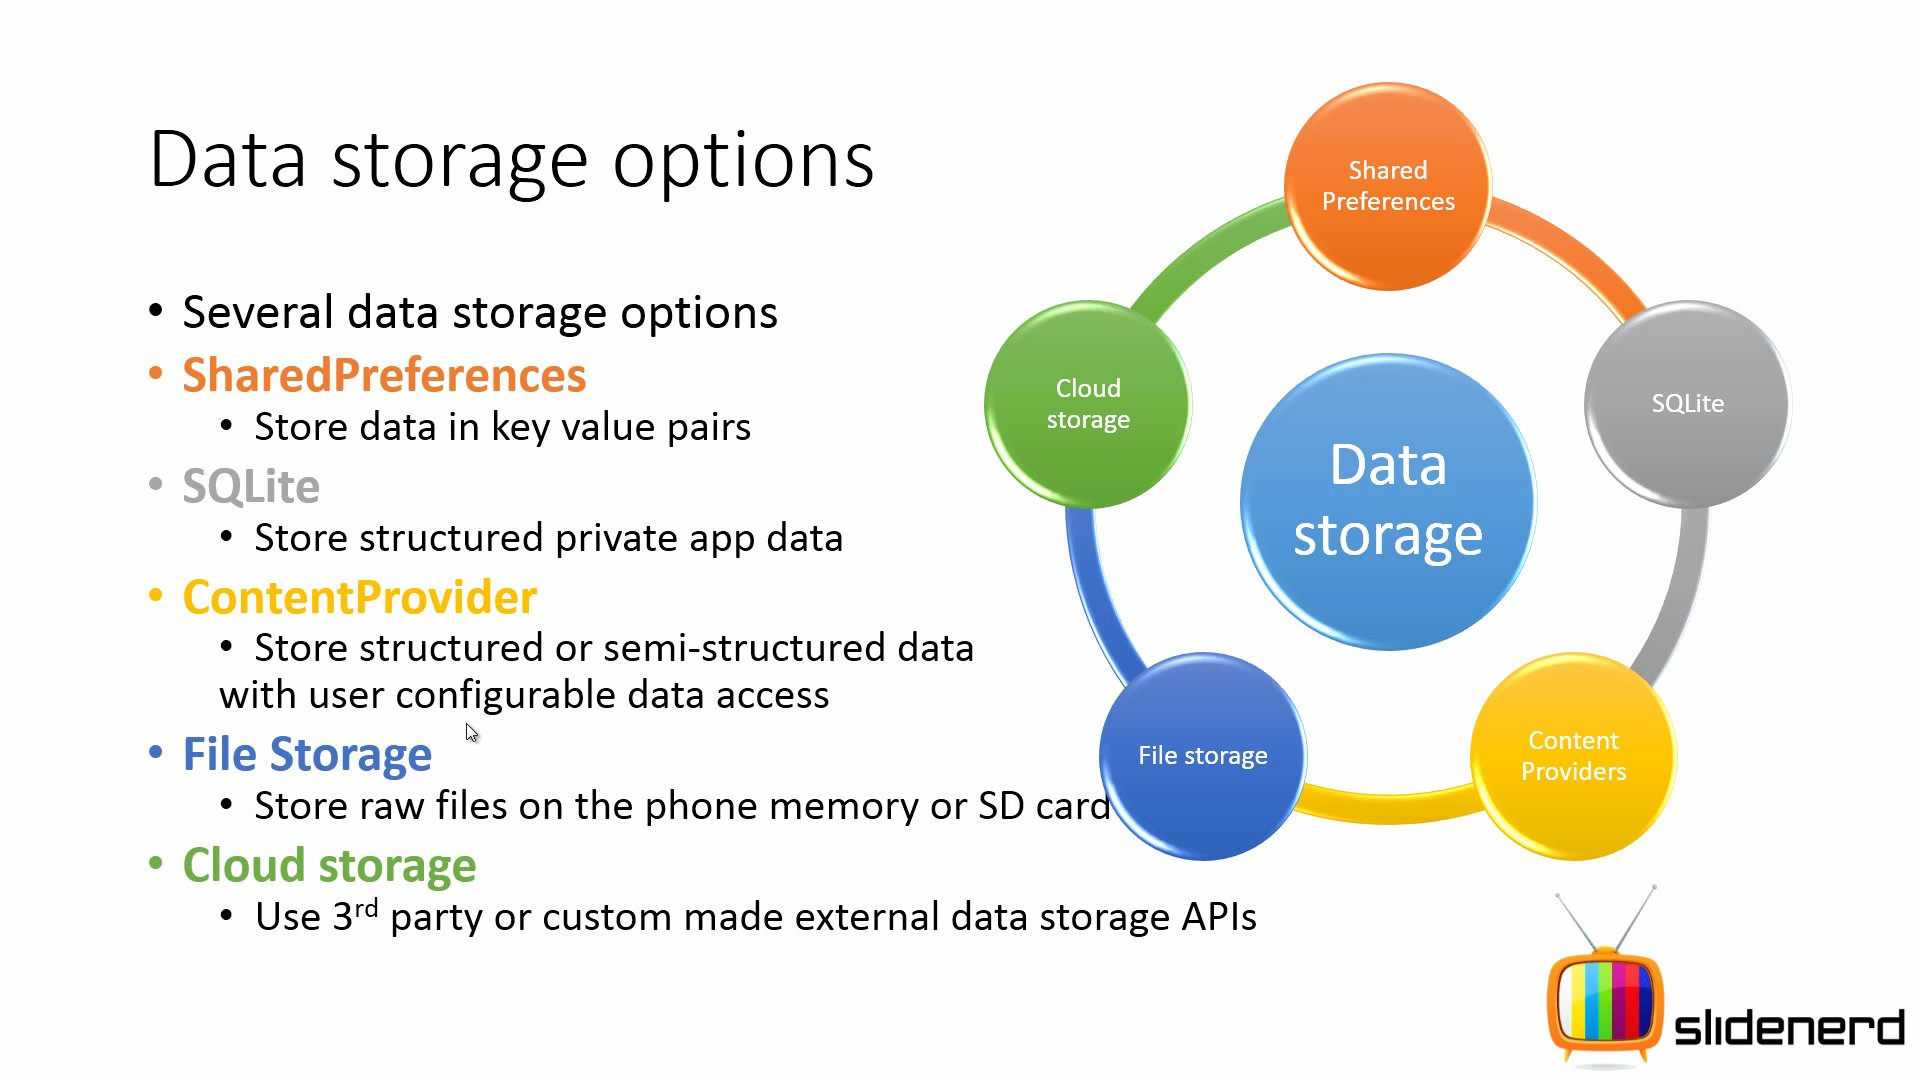 Data storage options
• Several data storage options
• SharedPreferences
• Store data in key value pairs
• SQLite
• Store structured private app data
• ContentProvider
• Store structured or semi-structured data
with user configurable data access
• File Storage
• Store raw files on the phone memory or SD card
• Cloud storage
• Use 3rd party or custom made external data storage APIs
Shared
Preferences
SQLite
Content
Providers
File storage
Cloud
storage
Data
storage
slidenerd